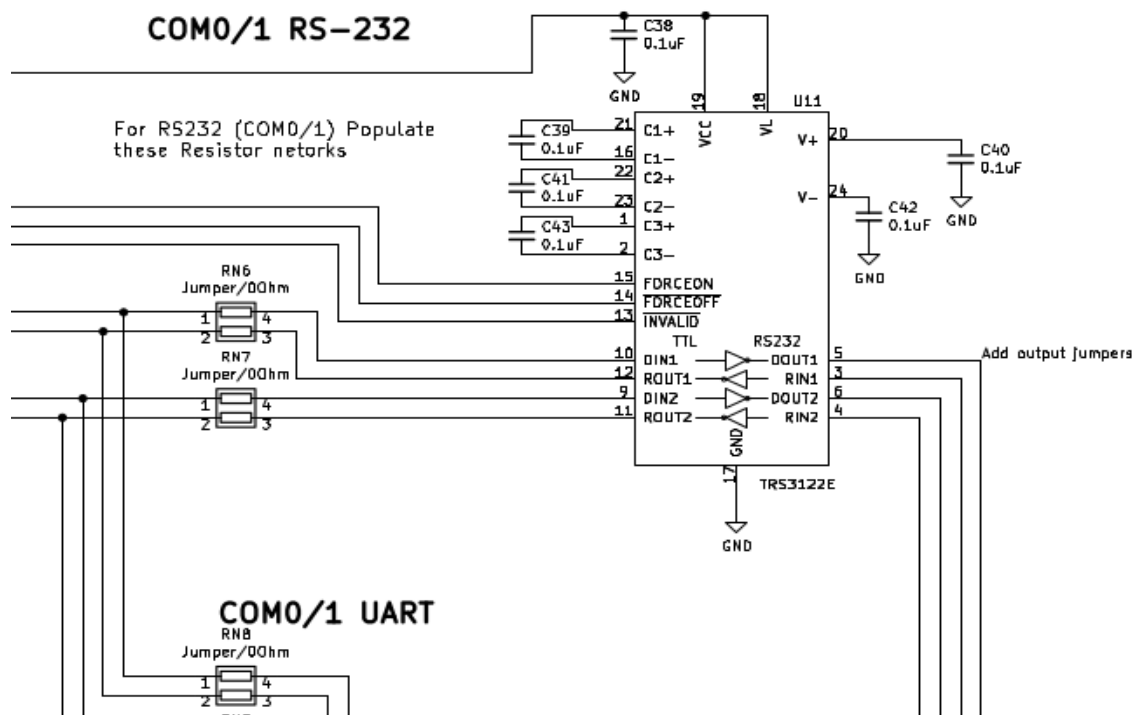 COM0/1 RS-232
C38
0.1uF
GND
For RS232 (COM0/1) Populate
these Resistor netorks
19
18
U11
VCC
VL
21
C1+
C39
0.1uF
16
C1-
22
C2+
C41
0.1uF
23
C2-
1
C3+
C43
0.1uF
2
C3-
V+
20
C40
0.1uF
GND
V-
24
C42
0.1uF
GND
15
FORCEON
14
FORCEOFF
13
INVALID
TTL
RS232
RN6
Jumper/0Ohm
1
4
2
3
RN7
Jumper/0Ohm
1
4
2
3
10
DIN1
DOUT1
5
Add output jumpers
12
ROUT1
RIN1
3
9
DIN2
DOUT2
6
11
ROUT2
RIN2
4
GND
17
TRS3122E
GND
COM0/1 UART
RN8
Jumper/0Ohm
1
4
2
3